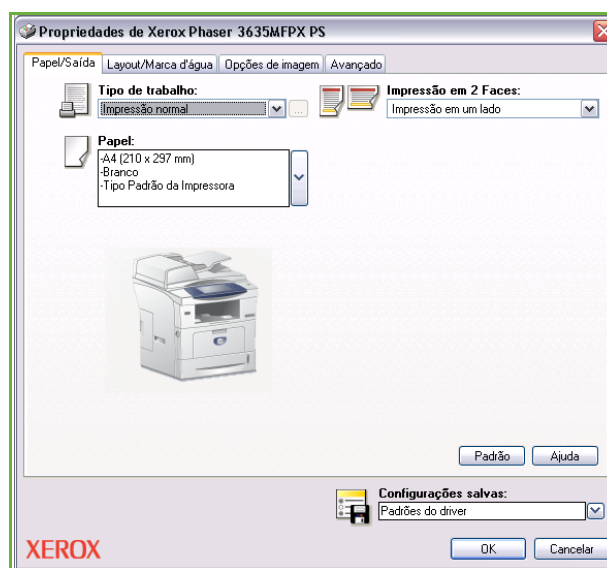 Propriedades de Xerox Phaser 3635MFPX PS
Papel/Saída Layout/Marca d'água Opções de imagem Avançado
Tipo de trabalho:
Impressão normal
...
Impressão em 2 Faces:
Impressão em um lado
Papel:
-A4 (210 x 297 mm)
-Branco
-Tipo Padrão da Impressora
Padrão Ajuda
Configurações salvas:
Padrões do driver
XEROX
OK Cancelar